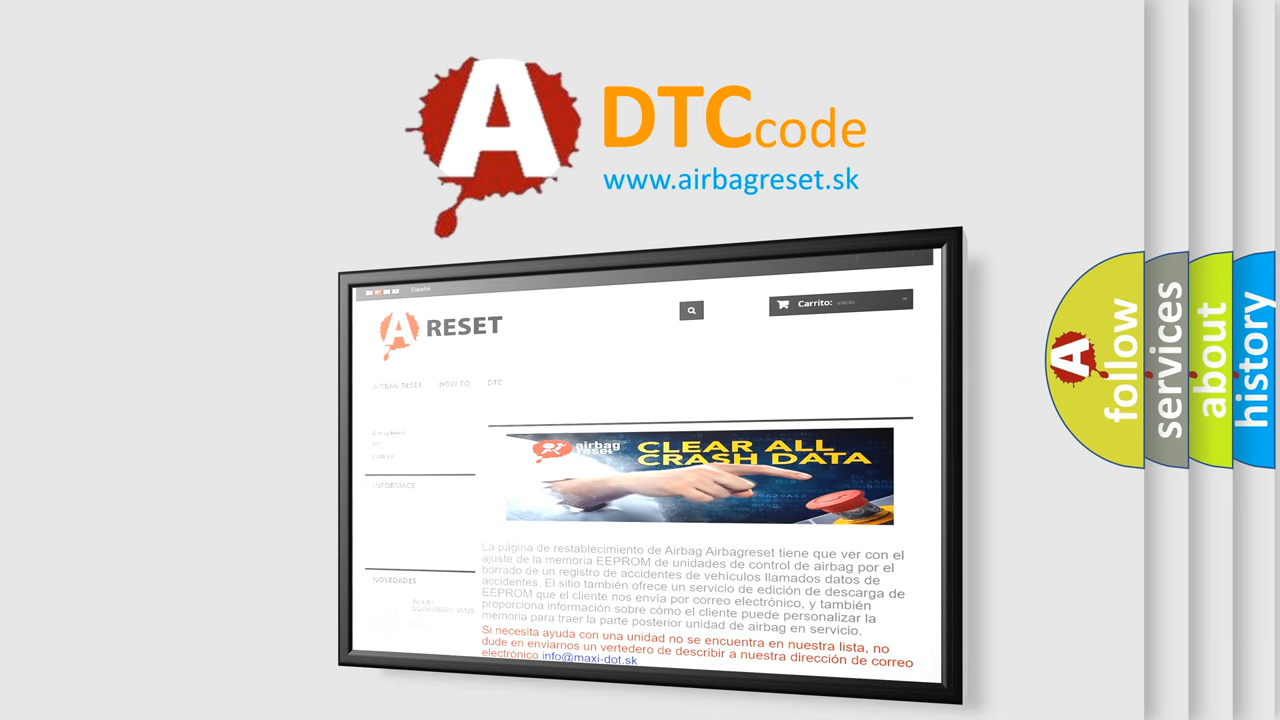 A DTCcode
www.airbagreset.sk
Español
A RESET
Carrito: vacío
AIRBAG RESET HOW TO DTC
INFORMACE
airbag
reset
CLEAR ALL
CRASH DATA
La página de restablecimiento de Airbag Airbagreset tiene que ver con el
ajuste de la memoria EEPROM de unidades de control de airbag por el
borrado de un registro de accidentes de vehículos llamados datos de
accidentes. El sitio también ofrece un servicio de edición de descarga de
EEPROM que el cliente nos envía por correo electrónico, y también
proporciona información sobre cómo el cliente puede personalizar la
memoria para traer la parte posterior unidad de airbag en servicio.
Si necesita ayuda con una unidad no se encuentra en nuestra lista, no
dude en enviarnos un vertedero de describir a nuestra dirección de correo
electrónico info@maxi-dot.sk
NOVEDADES
A follow
services
about
history